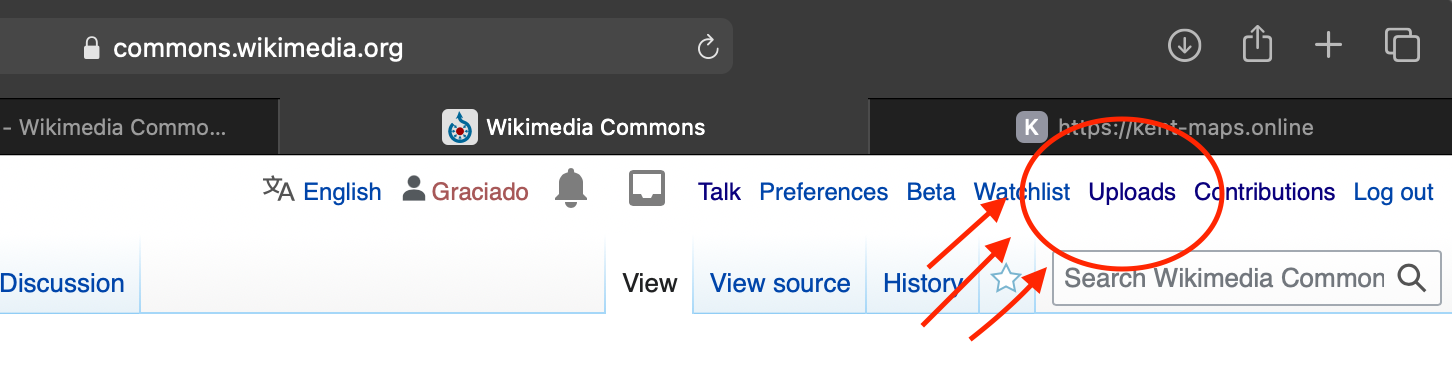 commons.wikimedia.org
- Wikimedia Commo... Wikimedia Commons K https://kent-maps.online
English Graciado Talk Preferences Beta Watchlist Uploads Contributions Log out
Discussion View View source History Search Wikimedia Common